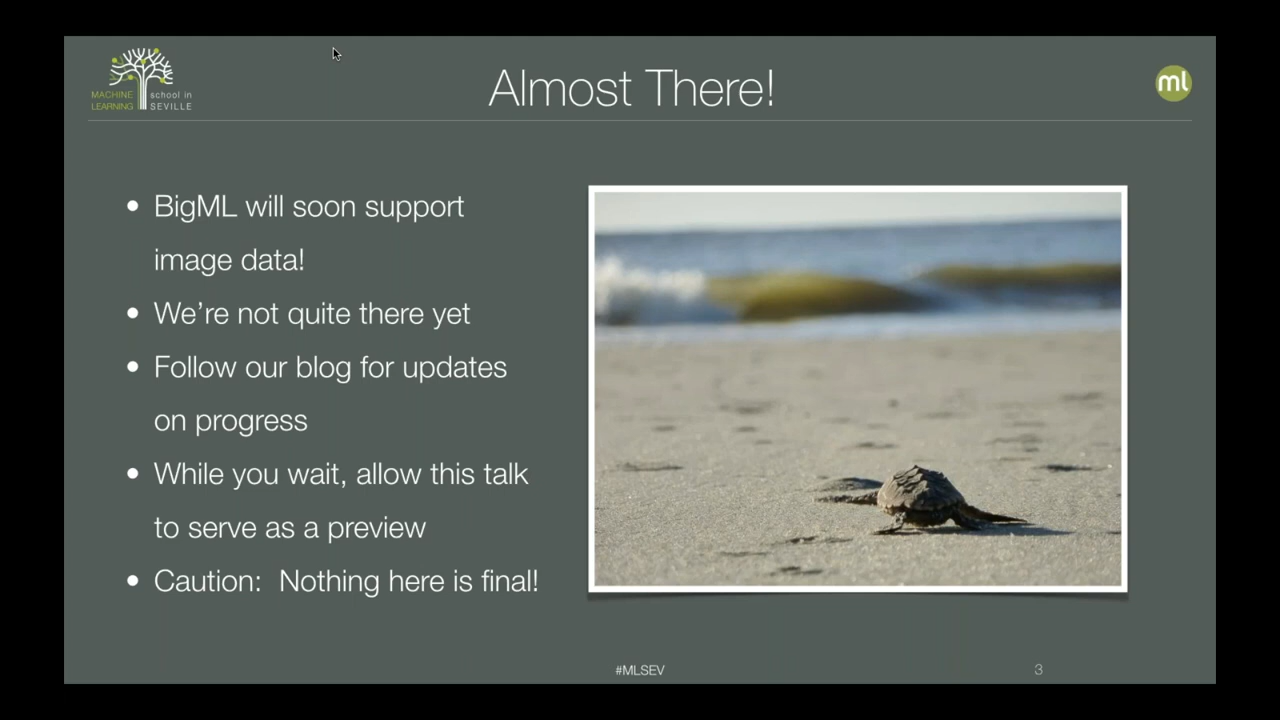 MACHINE school in
LEARNING SEVILLE
Almost There!
ml
• BigML will soon support
image data!
• We’re not quite there yet
• Follow our blog for updates
on progress
• While you wait, allow this talk
to serve as a preview
• Caution:  Nothing here is final!
#MLSEV
3